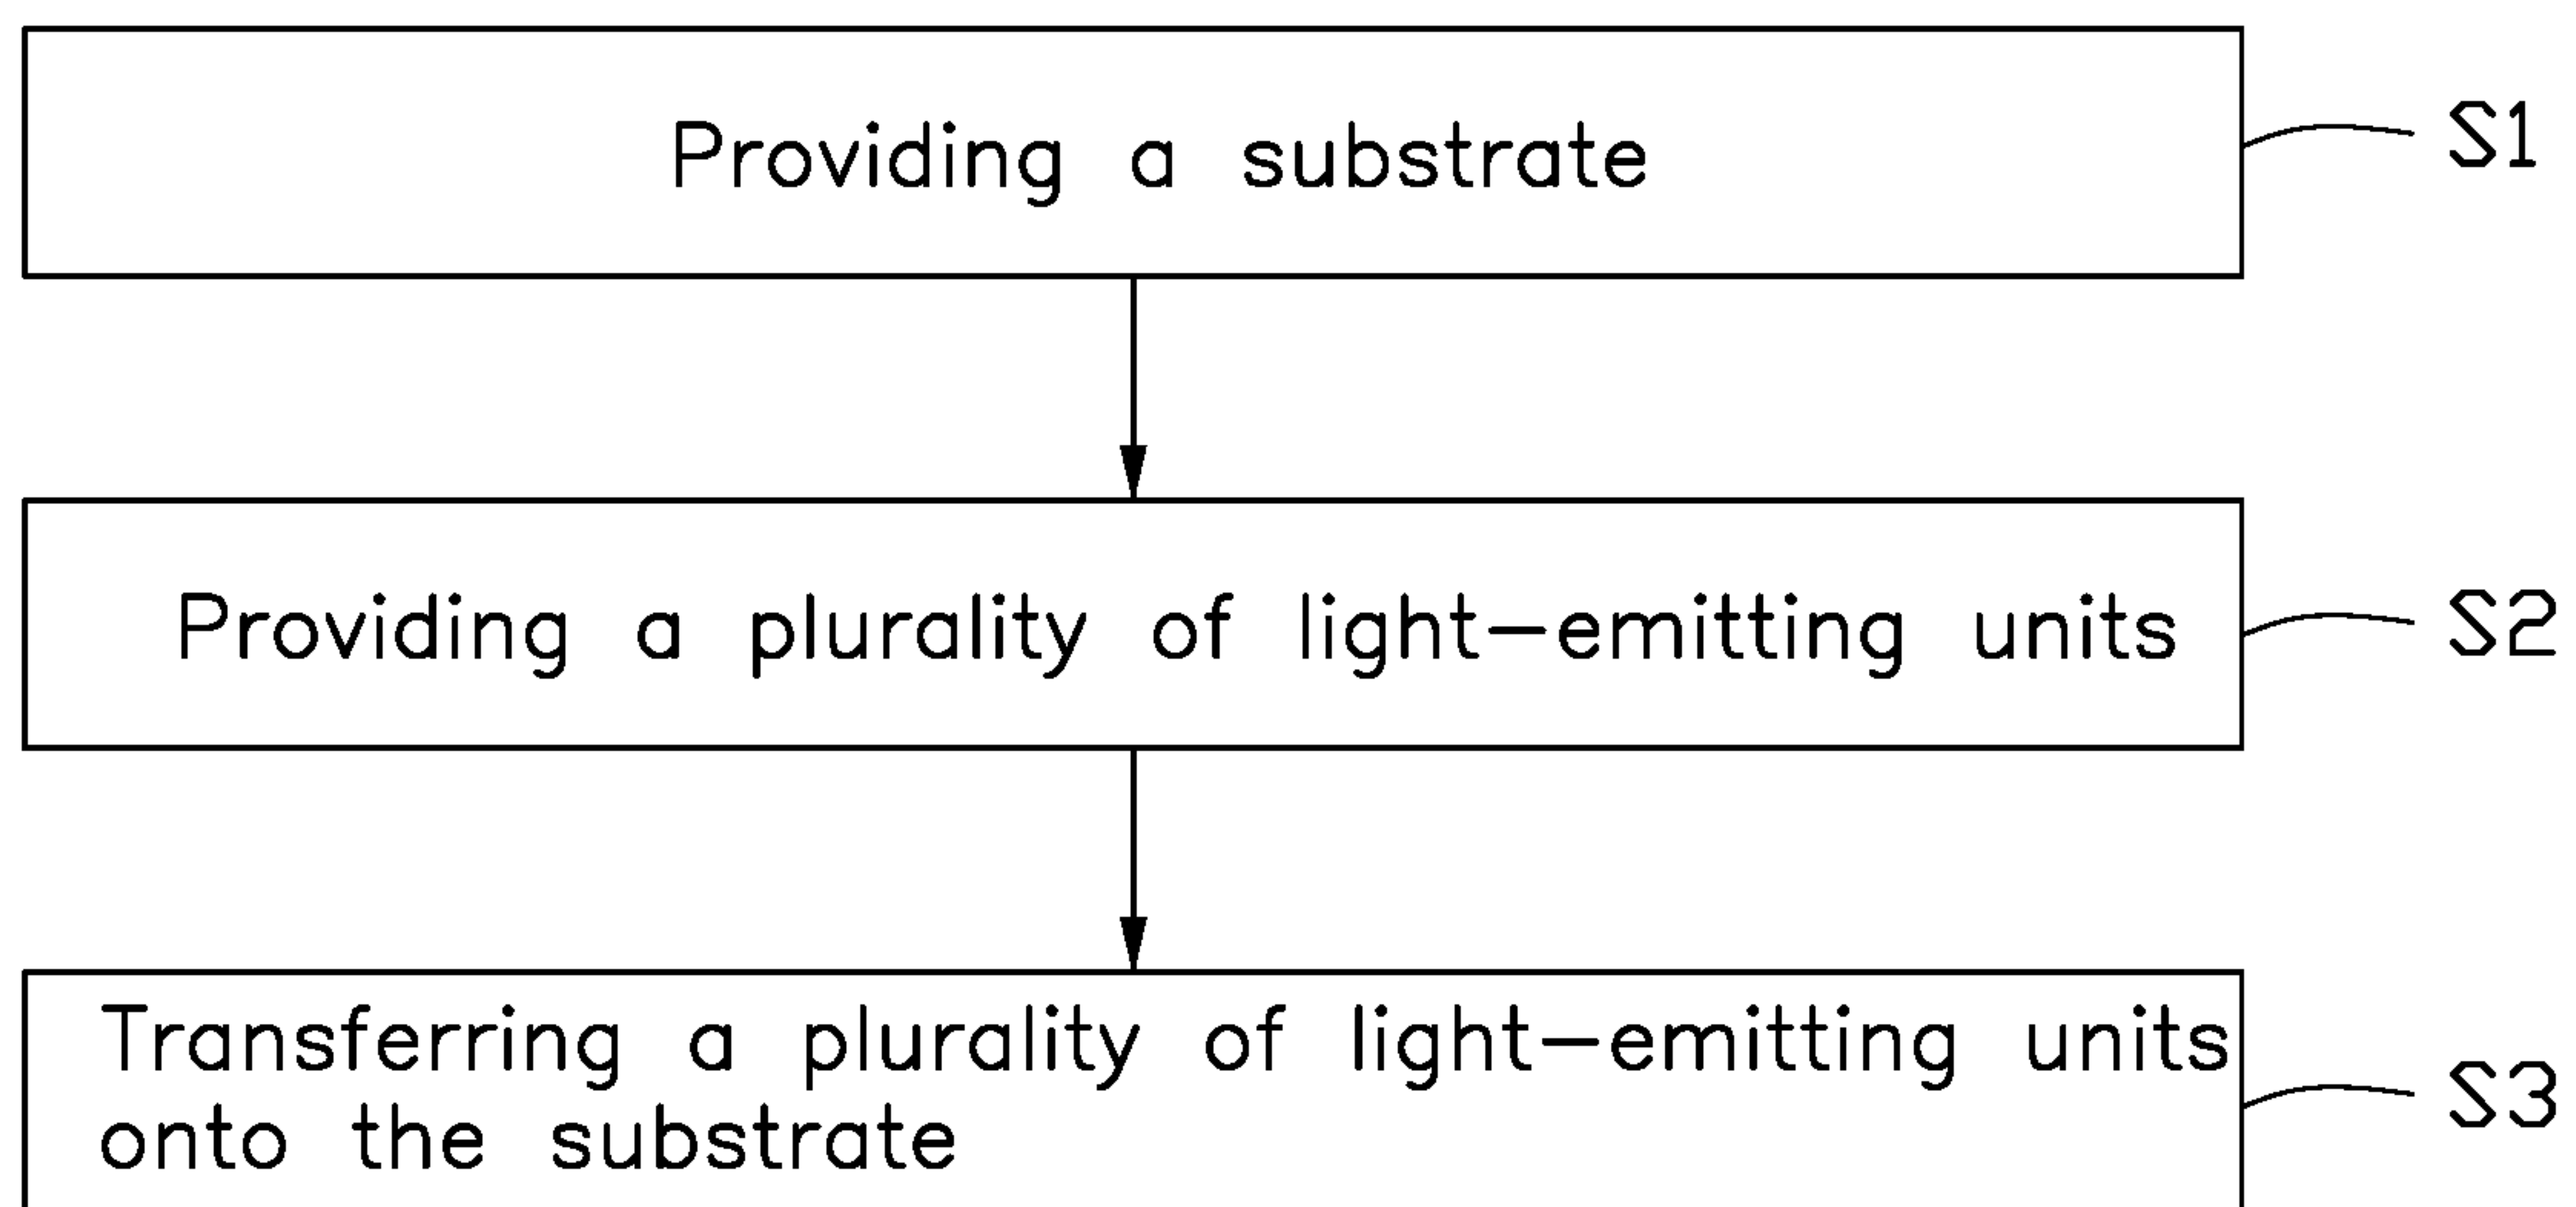 Providing a substrate S1
Providing a plurality of light-emitting units S2
Transferring a plurality of light-emitting units
onto the substrate
S3